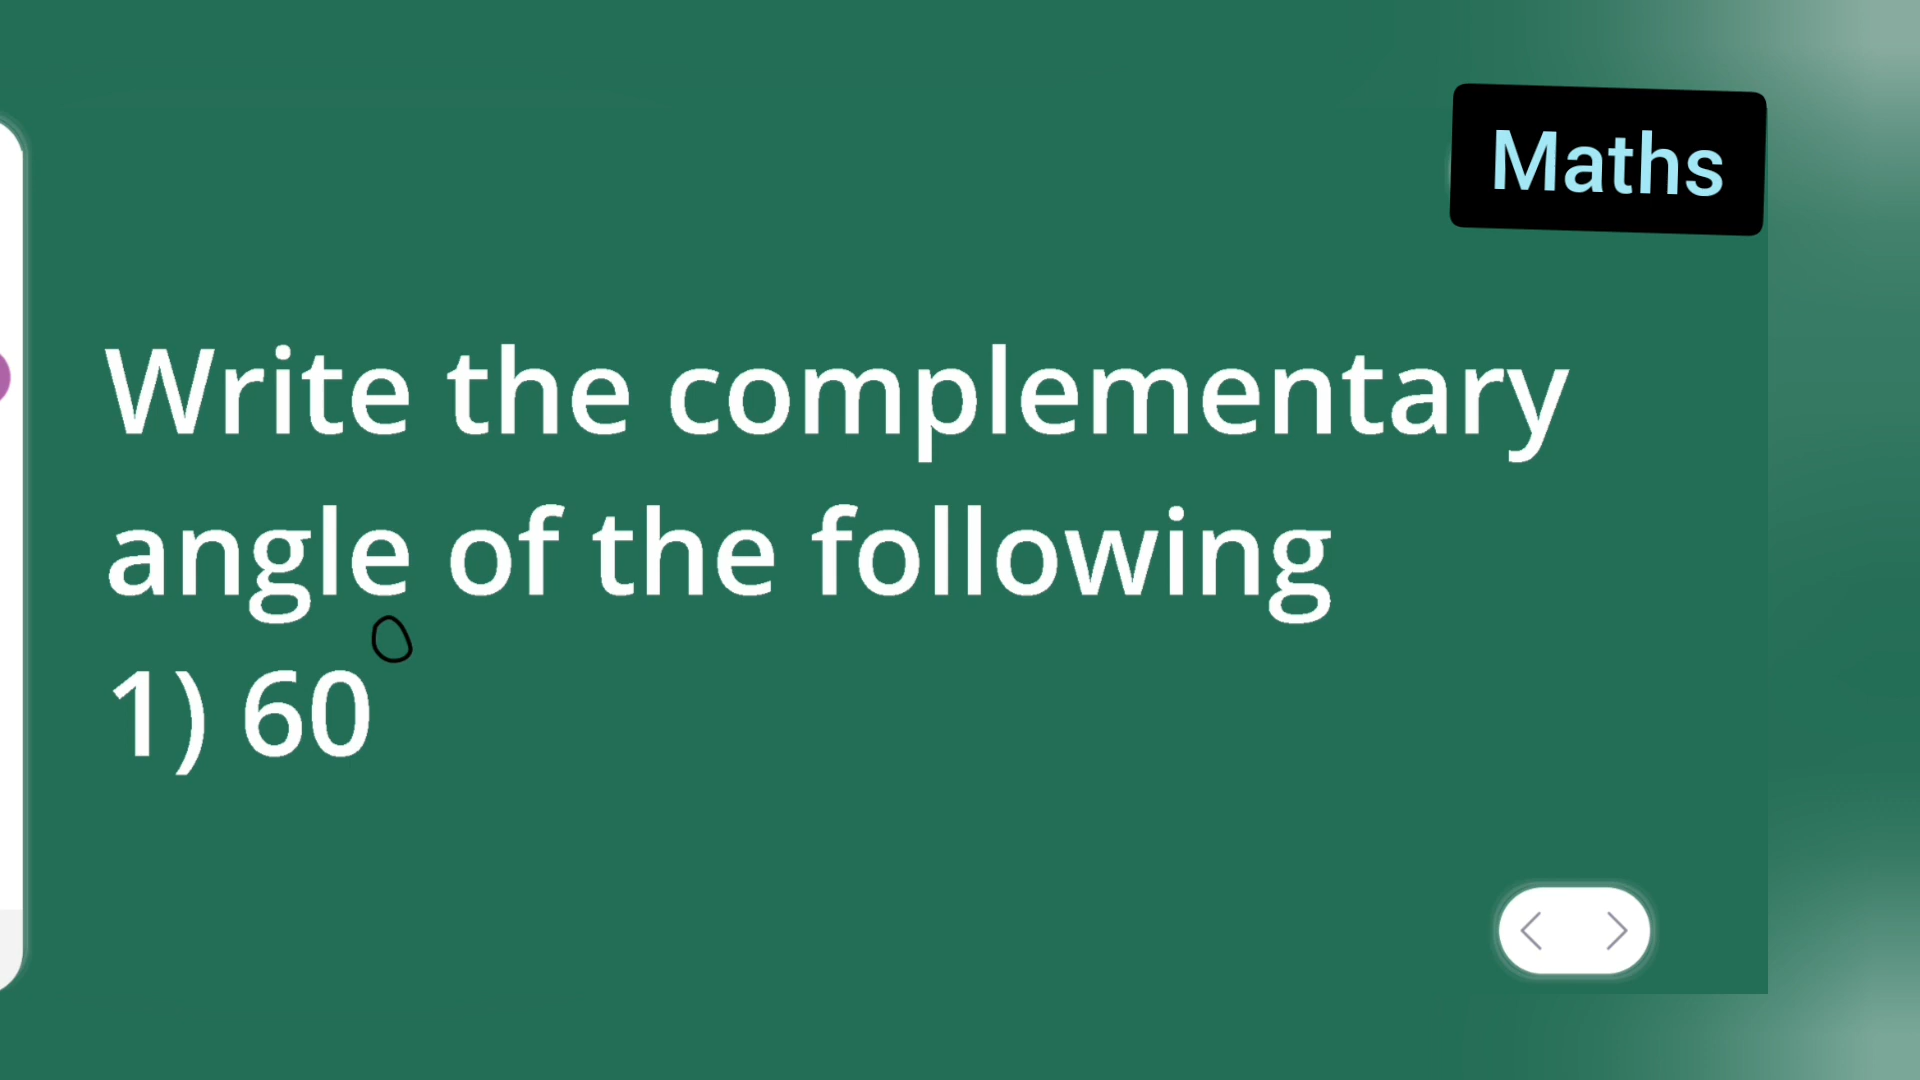 Maths
Write the complementary
angle of the following
1) 60°